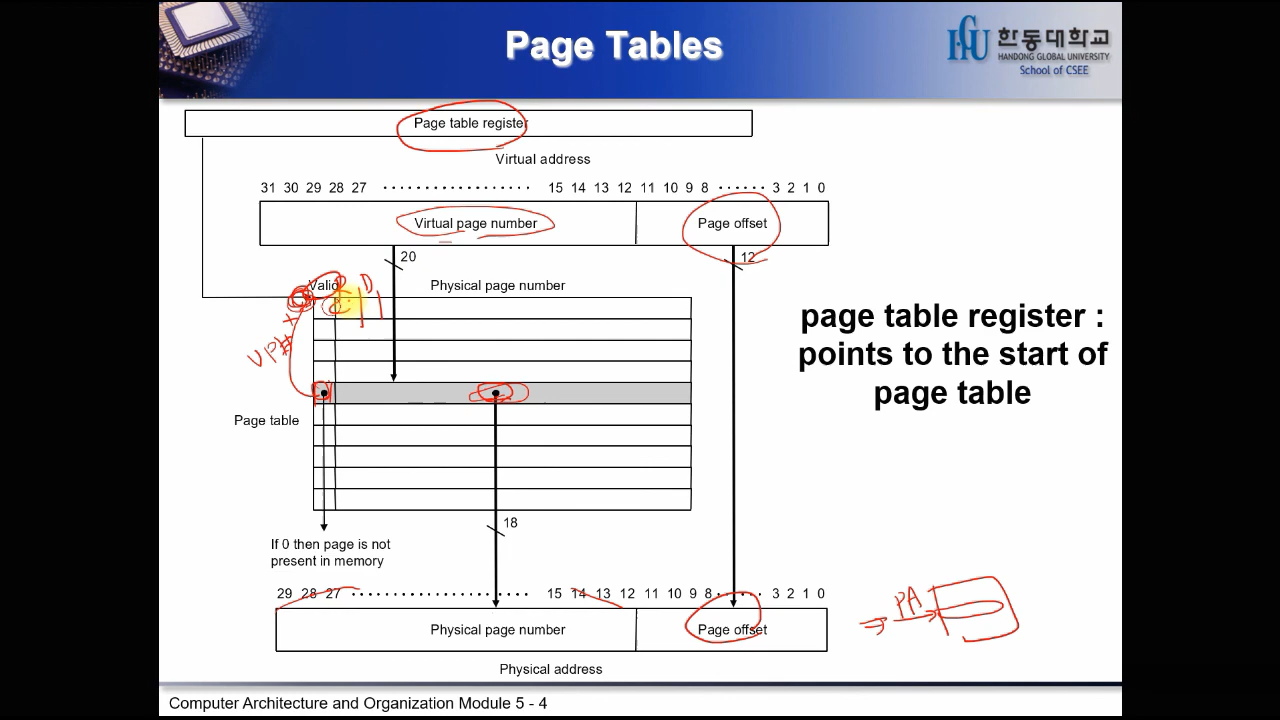 Page Tables
한동대학교
HANDONG GLOBAL UNIVERSITY
School of CSEE
Page table register
Virtual address
31 30 29 28 27 ·················· 15 14 13 12 11 10 9 8 ······ 3 2 1 0
Virtual page number Page offset
20 12
Valid R D Physical page number
VP#
Page table
page table register :
points to the start of
page table
18
If 0 then page is not
present in memory
29 28 27 ·················· 15 14 13 12 11 10 9 8 ······ 3 2 1 0
PA
Physical page number Page offset
Physical address
Computer Architecture and Organization Module 5 - 4